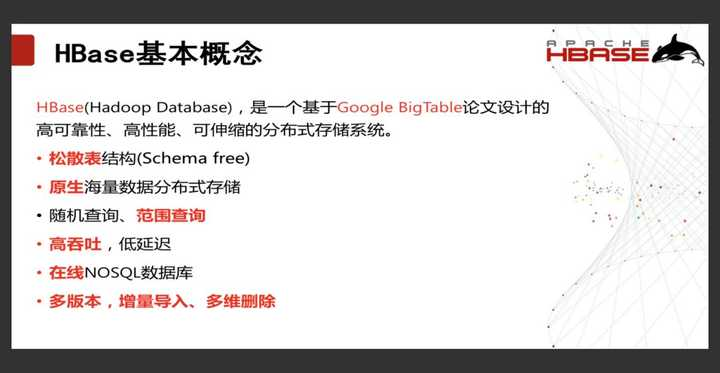 HBase基本概念
APACHE
HBASE
HBase(Hadoop Database)，是一个基于Google BigTable论文设计的
高可靠性、高性能、可伸缩的分布式存储系统。
• 松散表结构(Schema free)
• 原生海量数据分布式存储
• 随机查询、范围查询
• 高吞吐，低延迟
• 在线NOSQL数据库
• 多版本，增量导入、多维删除